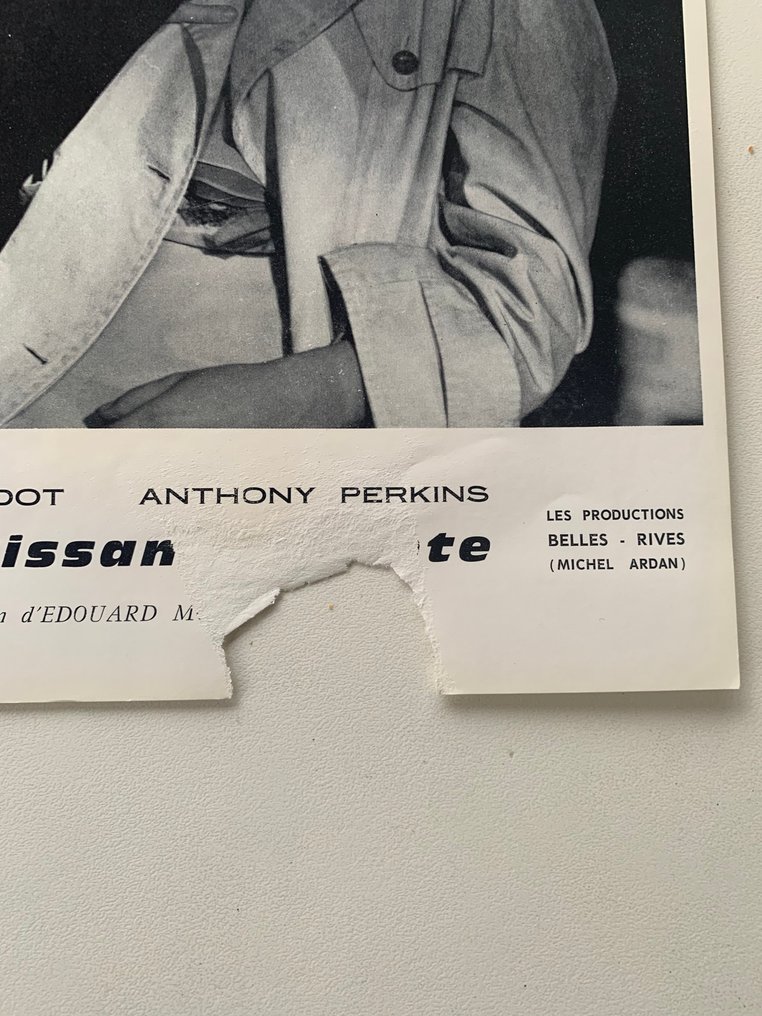 DOT ANTHONY PERKINS
issan te
n d'EDOUARD M
LES PRODUCTIONS
BELLES - RIVES
(MICHEL ARDAN)